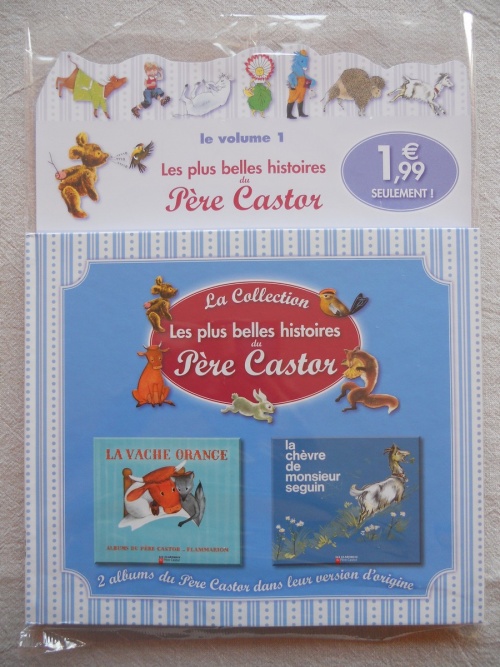 le volume 1
Les plus belles histoires
du
Père Castor
1,99 €
SEULEMENT !
La Collection
Les plus belles histoires
du
Père Castor
LA VACHE ORANGE
ALBUMS DU PÈRE CASTOR - FLAMMARION
la
chèvre
de
monsieur
seguin
2 albums du Père Castor dans leur version d'origine